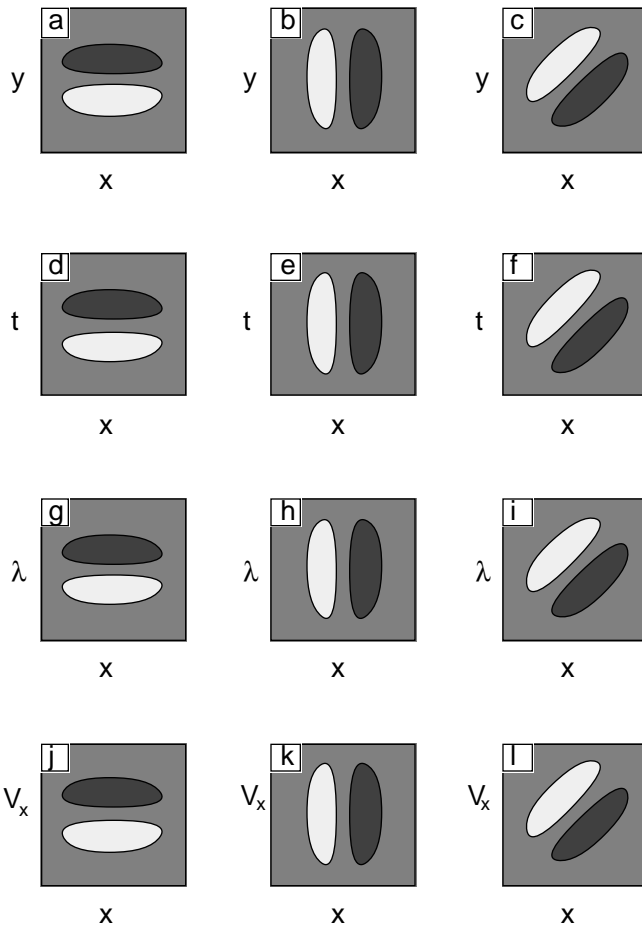 a b c
y y y
x x x
d e f
t t t
x x x
g h i
λ λ λ
x x x
j k l
Vx Vx Vx
x x x